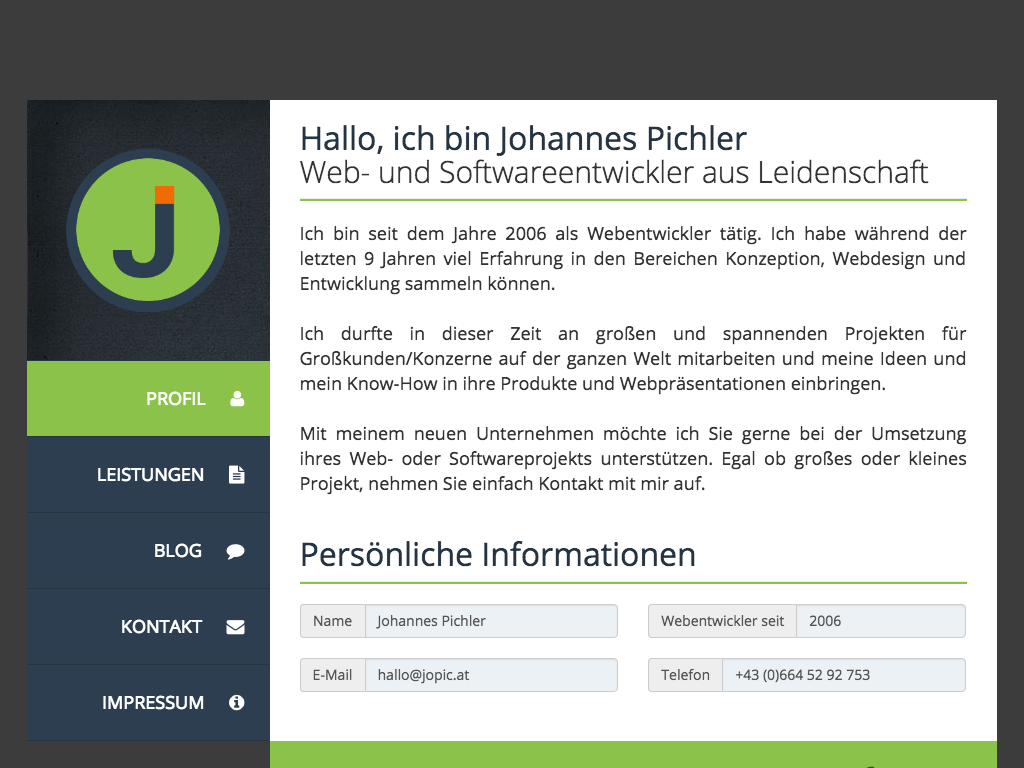 J
PROFIL
LEISTUNGEN
BLOG
KONTAKT
IMPRESSUM
Hallo, ich bin Johannes Pichler
Web- und Softwareentwickler aus Leidenschaft
Ich bin seit dem Jahre 2006 als Webentwickler tätig. Ich habe während der
letzten 9 Jahren viel Erfahrung in den Bereichen Konzeption, Webdesign und
Entwicklung sammeln können.
Ich durfte in dieser Zeit an großen und spannenden Projekten für
Großkunden/Konzerne auf der ganzen Welt mitarbeiten und meine Ideen und
mein Know-How in ihre Produkte und Webpräsentationen einbringen.
Mit meinem neuen Unternehmen möchte ich Sie gerne bei der Umsetzung
ihres Web- oder Softwareprojekts unterstützen. Egal ob großes oder kleines
Projekt, nehmen Sie einfach Kontakt mit mir auf.
Persönliche Informationen
Name Johannes Pichler
Webentwickler seit 2006
E-Mail hallo@jopic.at
Telefon +43 (0)664 52 92 753